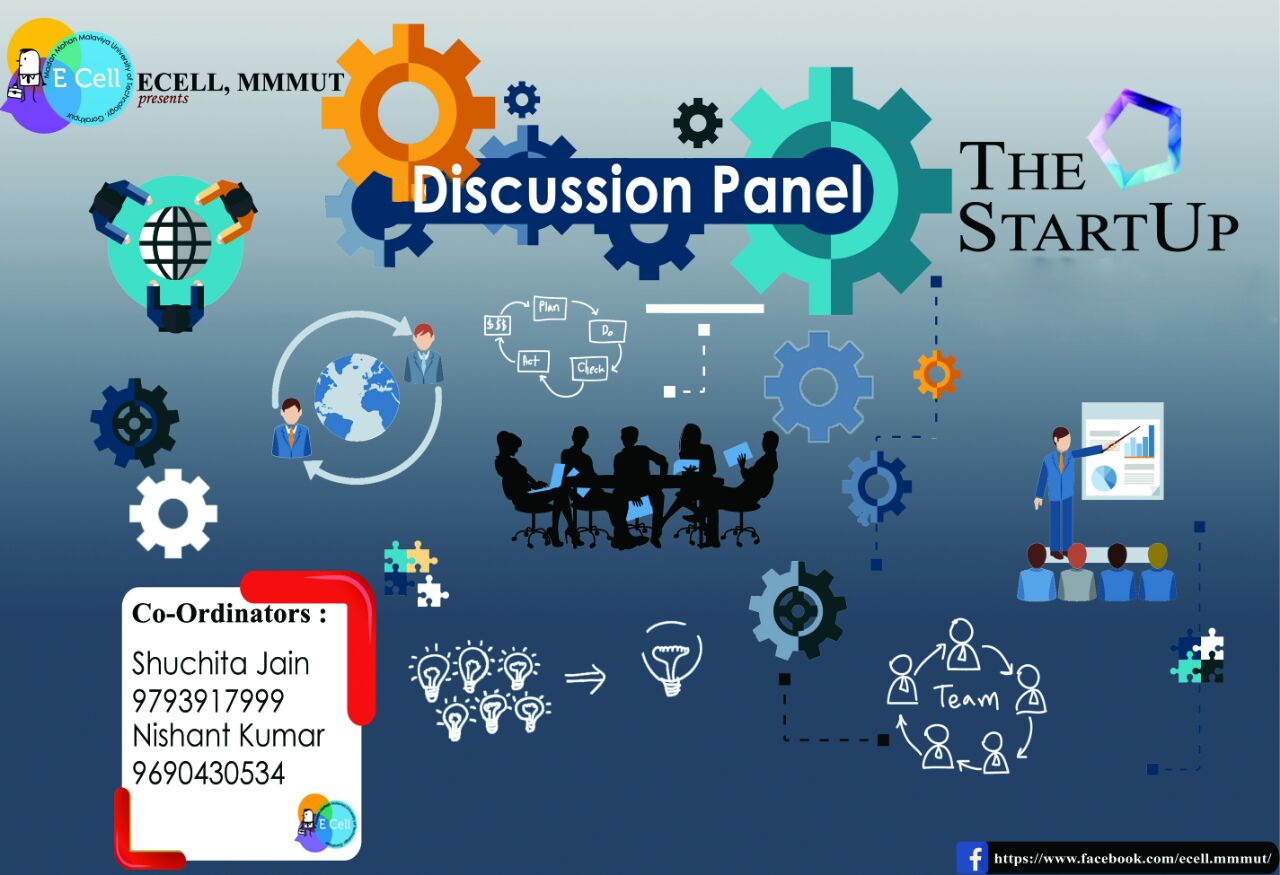 Madan Mohan Malaviya University of Technology, Gorakhpur
E Cell
ECELL, MMMUT
presents
Discussion Panel
THE
STARTUP
Plan
$$$
Do
Act
Check
Co-Ordinators :
Shuchita Jain
9793917999
Nishant Kumar
9690430534
E Cell
Team
https://www.facebook.com/ecell.mmmut/